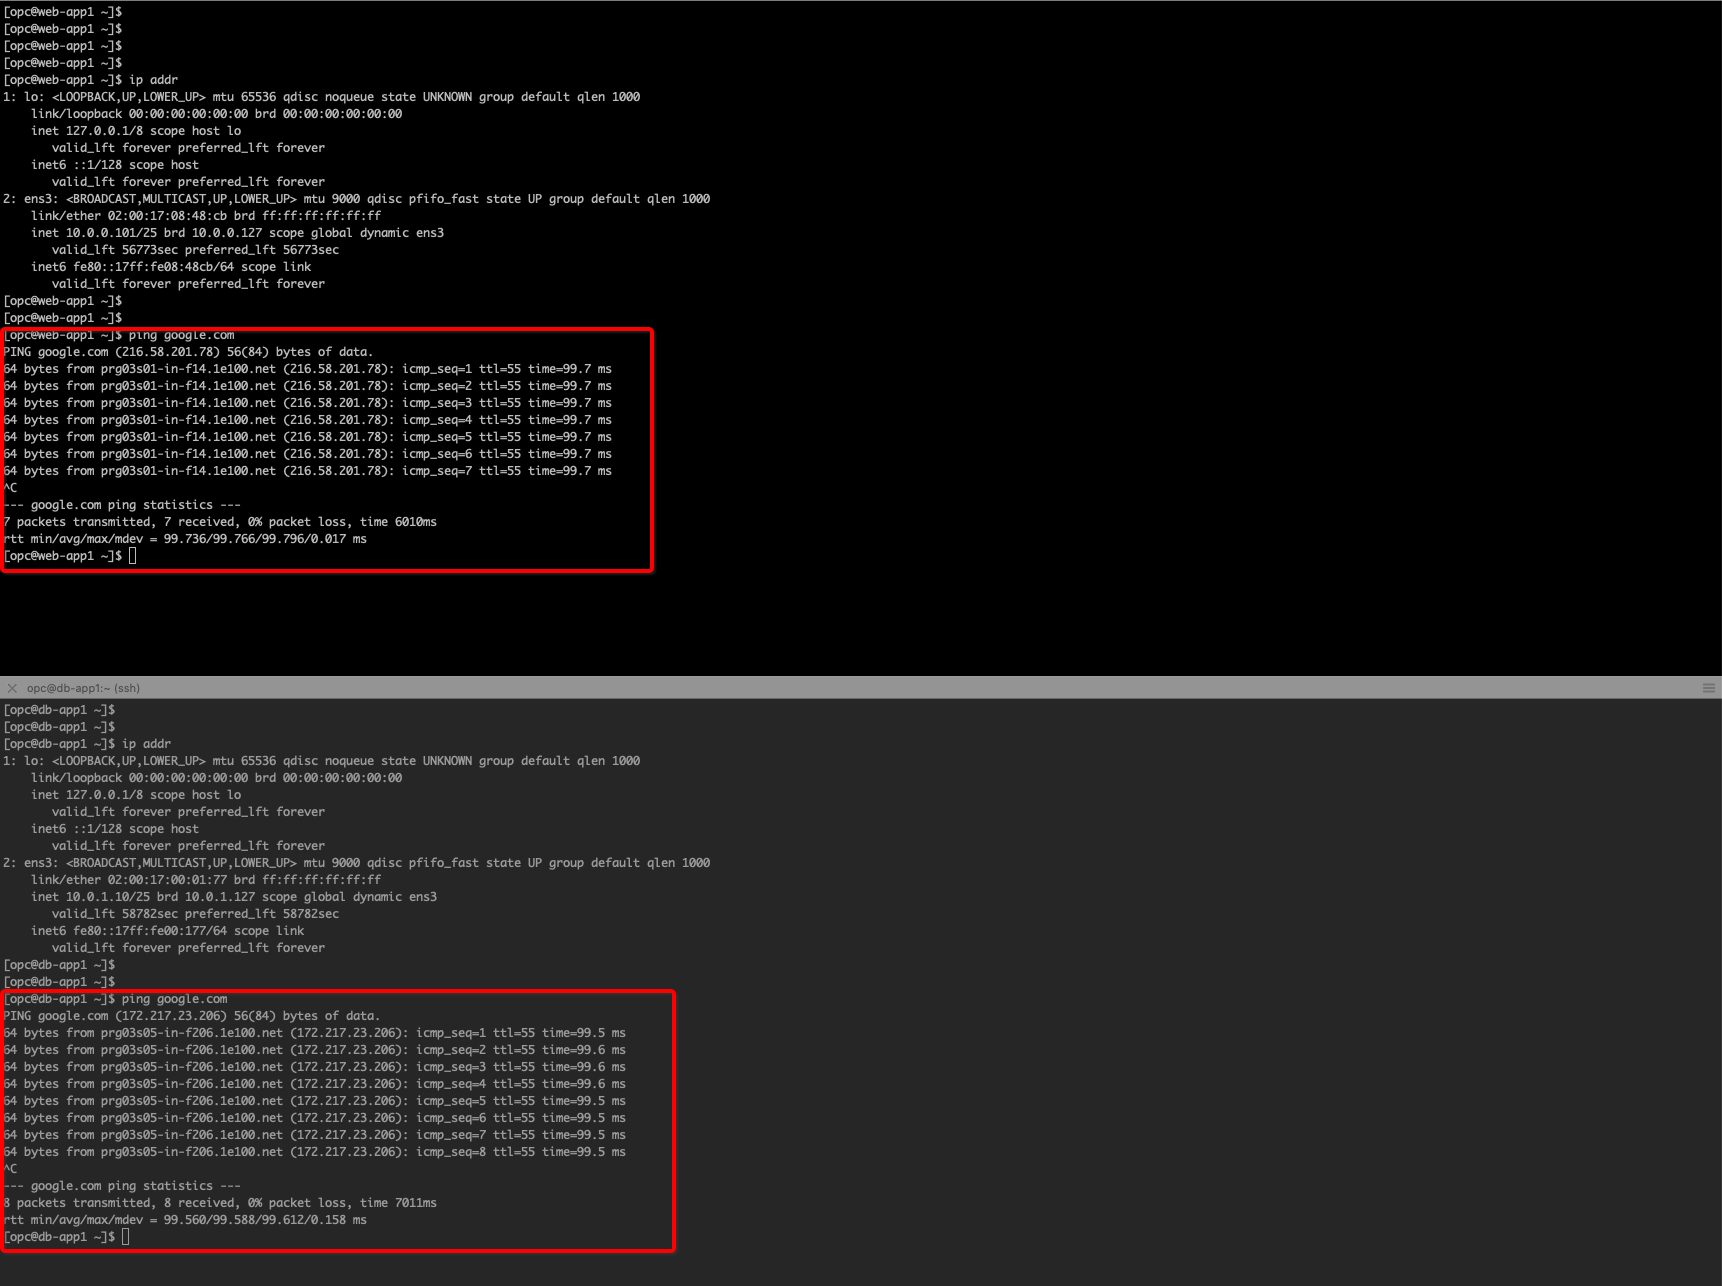 [opc@web-app1 ~]$
[opc@web-app1 ~]$
[opc@web-app1 ~]$
[opc@web-app1 ~]$
[opc@web-app1 ~]$ ip addr
1: lo: <LOOPBACK,UP,LOWER_UP> mtu 65536 qdisc noqueue state UNKNOWN group default qlen 1000
    link/loopback 00:00:00:00:00:00 brd 00:00:00:00:00:00
    inet 127.0.0.1/8 scope host lo
       valid_lft forever preferred_lft forever
    inet6 ::1/128 scope host
       valid_lft forever preferred_lft forever
2: ens3: <BROADCAST,MULTICAST,UP,LOWER_UP> mtu 9000 qdisc pfifo_fast state UP group default qlen 1000
    link/ether 02:00:17:08:48:cb brd ff:ff:ff:ff:ff:ff
    inet 10.0.0.101/25 brd 10.0.0.127 scope global dynamic ens3
       valid_lft 56773sec preferred_lft 56773sec
    inet6 fe80::17ff:fe08:48cb/64 scope link
       valid_lft forever preferred_lft forever
[opc@web-app1 ~]$
[opc@web-app1 ~]$
[opc@web-app1 ~]$ ping google.com
PING google.com (216.58.201.78) 56(84) bytes of data.
64 bytes from prg03s01-in-f14.1e100.net (216.58.201.78): icmp_seq=1 ttl=55 time=99.7 ms
64 bytes from prg03s01-in-f14.1e100.net (216.58.201.78): icmp_seq=2 ttl=55 time=99.7 ms
64 bytes from prg03s01-in-f14.1e100.net (216.58.201.78): icmp_seq=3 ttl=55 time=99.7 ms
64 bytes from prg03s01-in-f14.1e100.net (216.58.201.78): icmp_seq=4 ttl=55 time=99.7 ms
64 bytes from prg03s01-in-f14.1e100.net (216.58.201.78): icmp_seq=5 ttl=55 time=99.7 ms
64 bytes from prg03s01-in-f14.1e100.net (216.58.201.78): icmp_seq=6 ttl=55 time=99.7 ms
64 bytes from prg03s01-in-f14.1e100.net (216.58.201.78): icmp_seq=7 ttl=55 time=99.7 ms
^C
--- google.com ping statistics ---
7 packets transmitted, 7 received, 0% packet loss, time 6010ms
rtt min/avg/max/mdev = 99.736/99.766/99.796/0.017 ms
[opc@web-app1 ~]$
opc@db-app1:~ (ssh)
[opc@db-app1 ~]$
[opc@db-app1 ~]$
[opc@db-app1 ~]$ ip addr
1: lo: <LOOPBACK,UP,LOWER_UP> mtu 65536 qdisc noqueue state UNKNOWN group default qlen 1000
    link/loopback 00:00:00:00:00:00 brd 00:00:00:00:00:00
    inet 127.0.0.1/8 scope host lo
       valid_lft forever preferred_lft forever
    inet6 ::1/128 scope host
       valid_lft forever preferred_lft forever
2: ens3: <BROADCAST,MULTICAST,UP,LOWER_UP> mtu 9000 qdisc pfifo_fast state UP group default qlen 1000
    link/ether 02:00:17:00:01:77 brd ff:ff:ff:ff:ff:ff
    inet 10.0.1.10/25 brd 10.0.1.127 scope global dynamic ens3
       valid_lft 58782sec preferred_lft 58782sec
    inet6 fe80::17ff:fe00:177/64 scope link
       valid_lft forever preferred_lft forever
[opc@db-app1 ~]$
[opc@db-app1 ~]$
[opc@db-app1 ~]$ ping google.com
PING google.com (172.217.23.206) 56(84) bytes of data.
64 bytes from prg03s05-in-f206.1e100.net (172.217.23.206): icmp_seq=1 ttl=55 time=99.5 ms
64 bytes from prg03s05-in-f206.1e100.net (172.217.23.206): icmp_seq=2 ttl=55 time=99.6 ms
64 bytes from prg03s05-in-f206.1e100.net (172.217.23.206): icmp_seq=3 ttl=55 time=99.6 ms
64 bytes from prg03s05-in-f206.1e100.net (172.217.23.206): icmp_seq=4 ttl=55 time=99.6 ms
64 bytes from prg03s05-in-f206.1e100.net (172.217.23.206): icmp_seq=5 ttl=55 time=99.5 ms
64 bytes from prg03s05-in-f206.1e100.net (172.217.23.206): icmp_seq=6 ttl=55 time=99.5 ms
64 bytes from prg03s05-in-f206.1e100.net (172.217.23.206): icmp_seq=7 ttl=55 time=99.5 ms
64 bytes from prg03s05-in-f206.1e100.net (172.217.23.206): icmp_seq=8 ttl=55 time=99.5 ms
^C
--- google.com ping statistics ---
8 packets transmitted, 8 received, 0% packet loss, time 7011ms
rtt min/avg/max/mdev = 99.560/99.588/99.612/0.158 ms
[opc@db-app1 ~]$